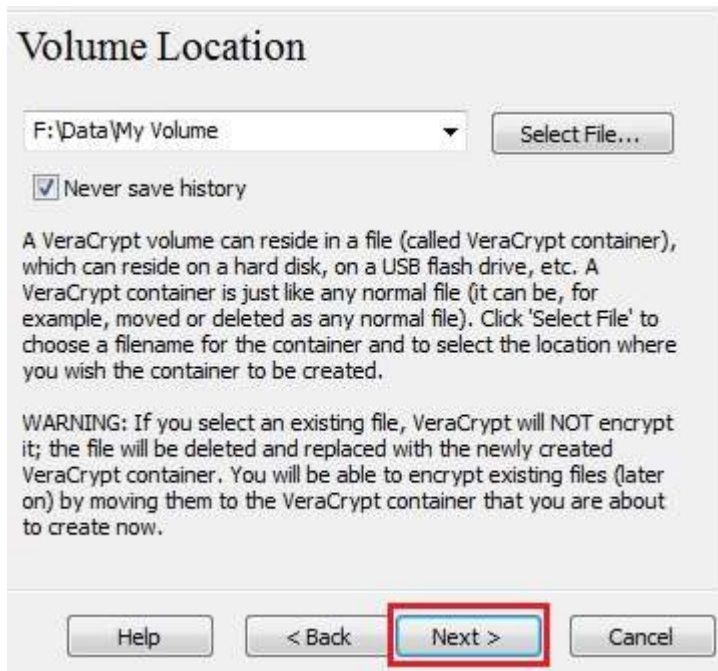 Volume Location
F:\Data\My Volume
Select File...
Never save history
A VeraCrypt volume can reside in a file (called VeraCrypt container),
which can reside on a hard disk, on a USB flash drive, etc. A
VeraCrypt container is just like any normal file (it can be, for
example, moved or deleted as any normal file). Click 'Select File' to
choose a filename for the container and to select the location where
you wish the container to be created.
WARNING: If you select an existing file, VeraCrypt will NOT encrypt
it; the file will be deleted and replaced with the newly created
VeraCrypt container. You will be able to encrypt existing files (later
on) by moving them to the VeraCrypt container that you are about
to create now.
Help < Back Next > Cancel